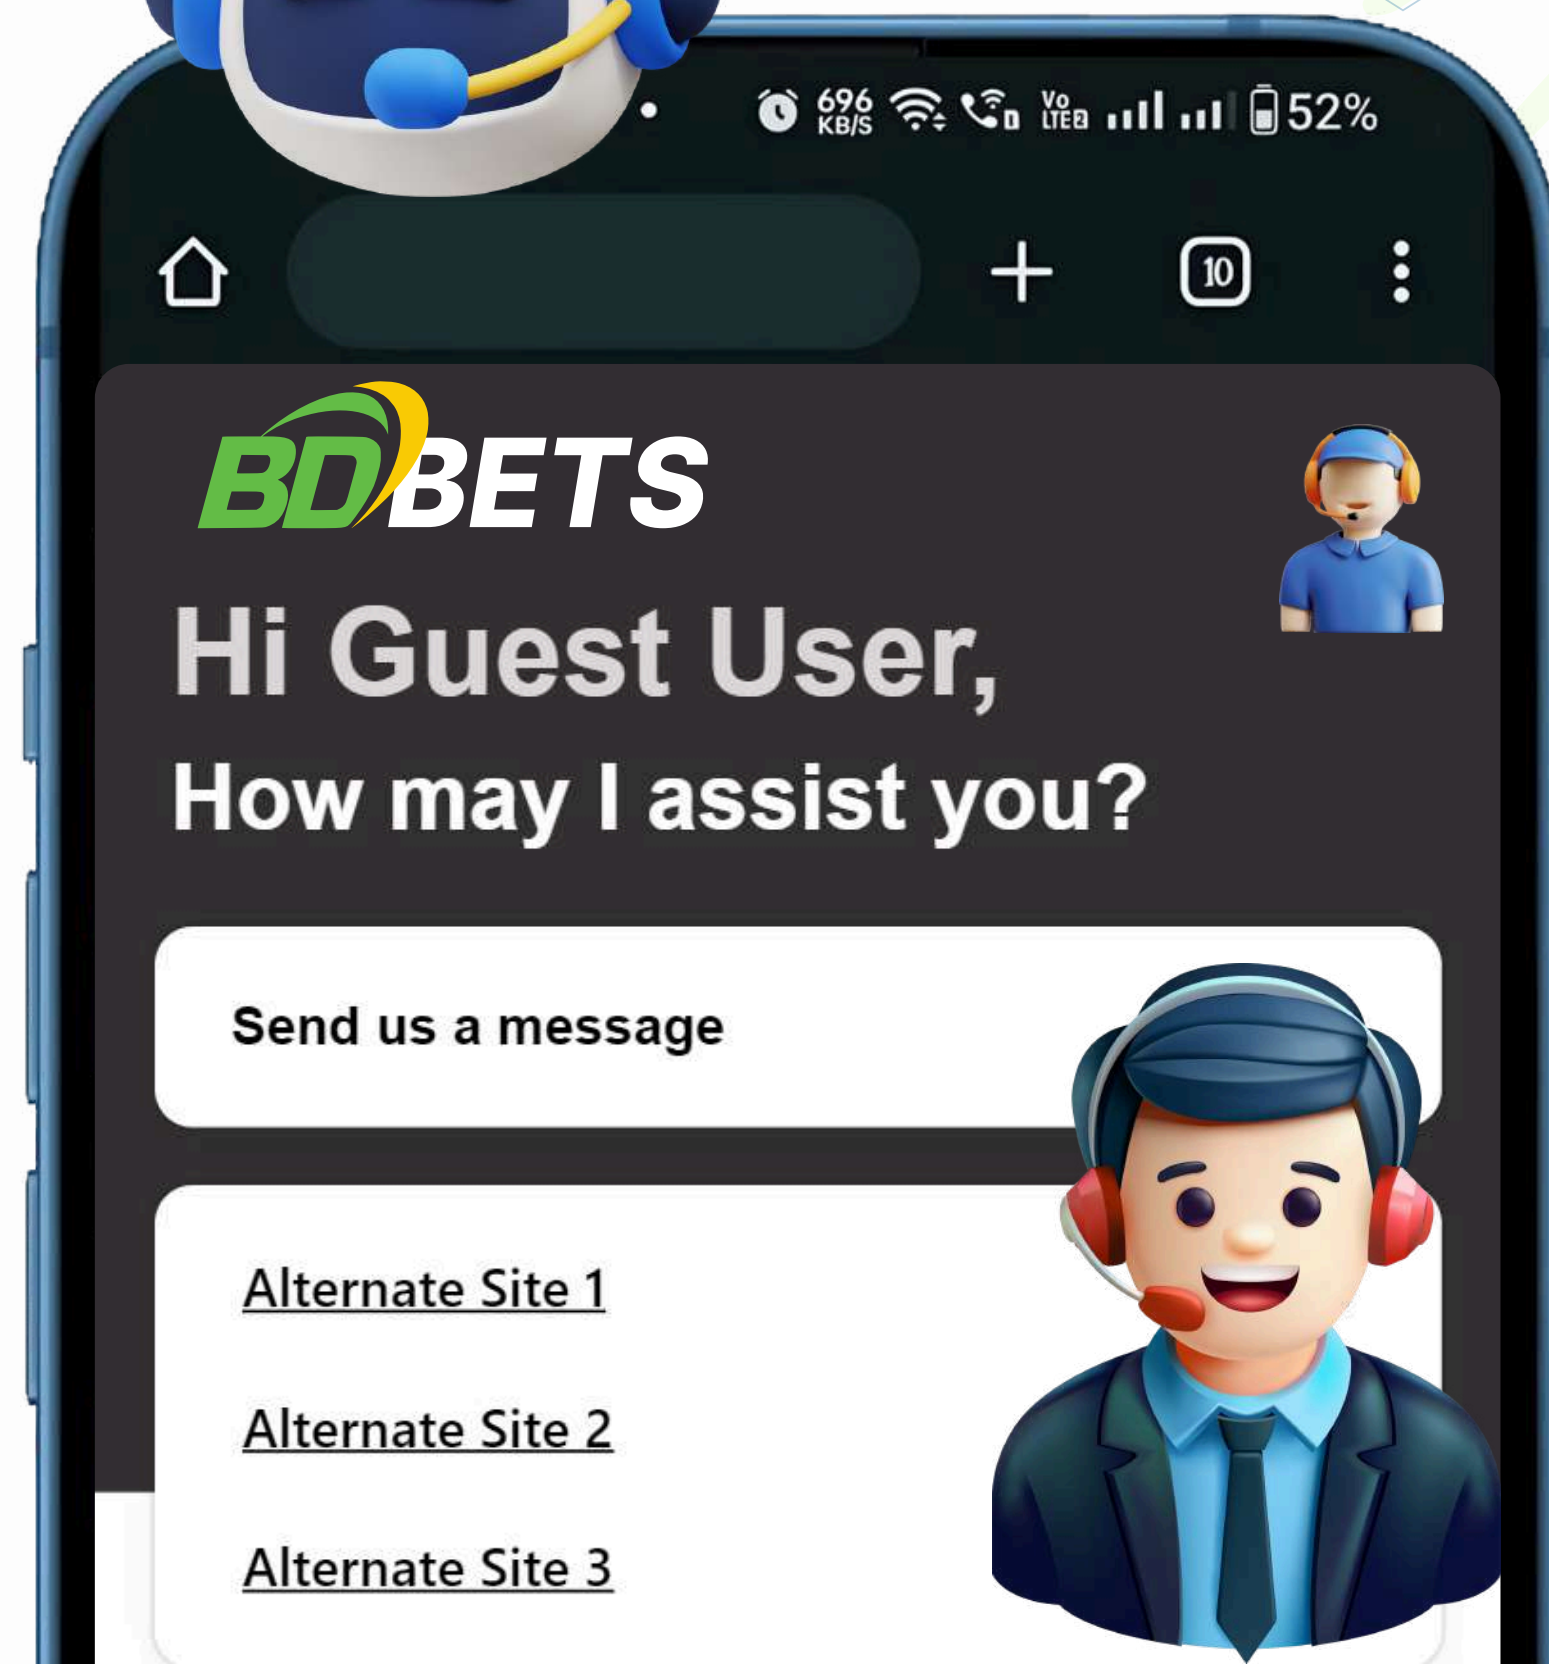 696
KB/S
Vo
LTE2
52%
10
BDBETS
Hi Guest User,
How may I assist you?
Send us a message
Alternate Site 1
Alternate Site 2
Alternate Site 3